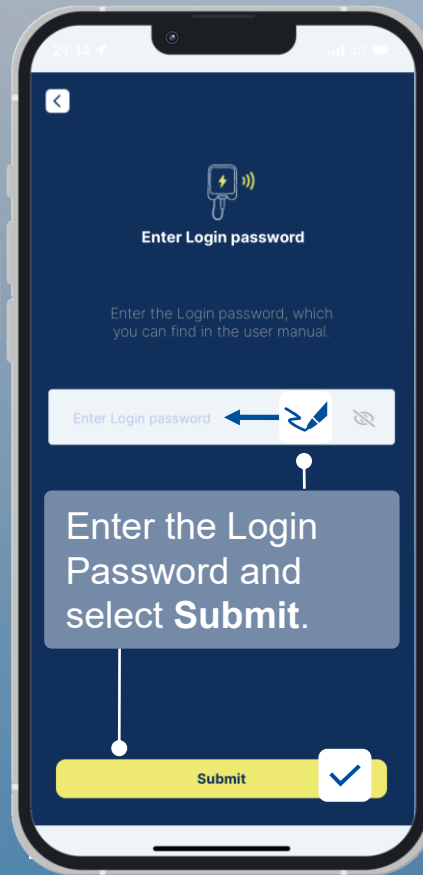 21:14
4G
Enter Login password
Enter the Login password, which
you can find in the user manual.
Enter Login password
Enter the Login
Password and
select Submit.
Submit